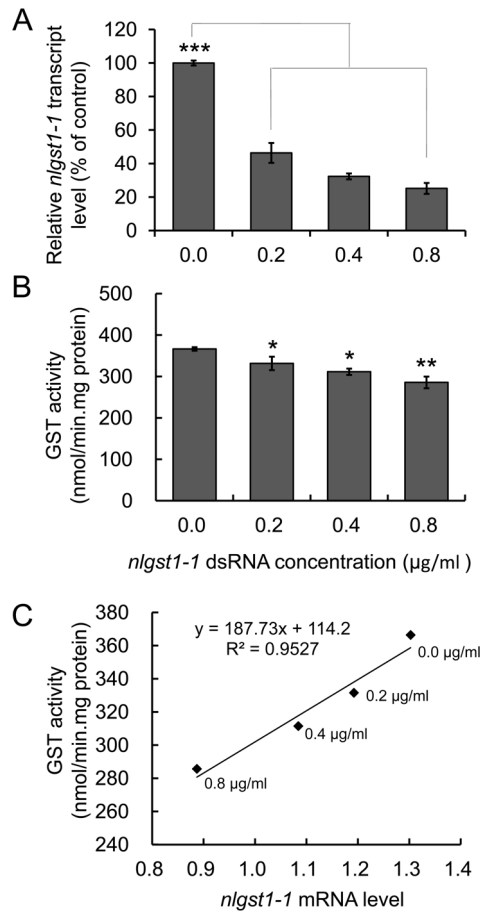 A
Relative nlgst1-1 transcript
level (% of control)
120
100
80
60
40
20
0
***
0.0 0.2 0.4 0.8
B
GST activity
(nmol/min.mg protein)
500
400
300
200
100
0
* * **
0.0 0.2 0.4 0.8
nlgst1-1 dsRNA concentration (µg/ml )
C
GST activity
(nmol/min.mg protein)
380
360
340
320
300
280
260
240
y = 187.73x + 114.2
R² = 0.9527
0.0 µg/ml
0.2 µg/ml
0.4 µg/ml
0.8 µg/ml
0.8 0.9 1.0 1.1 1.2 1.3 1.4
nlgst1-1 mRNA level